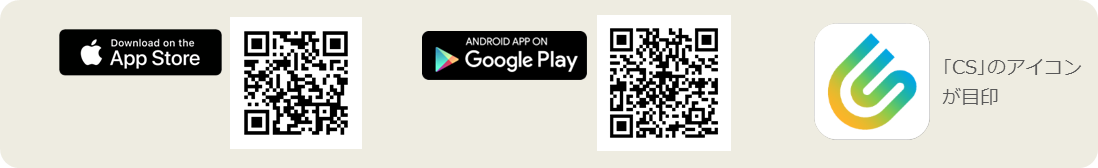 Download on the
App Store
ANDROID APP ON
Google Play
「CS」のアイコン
が目印